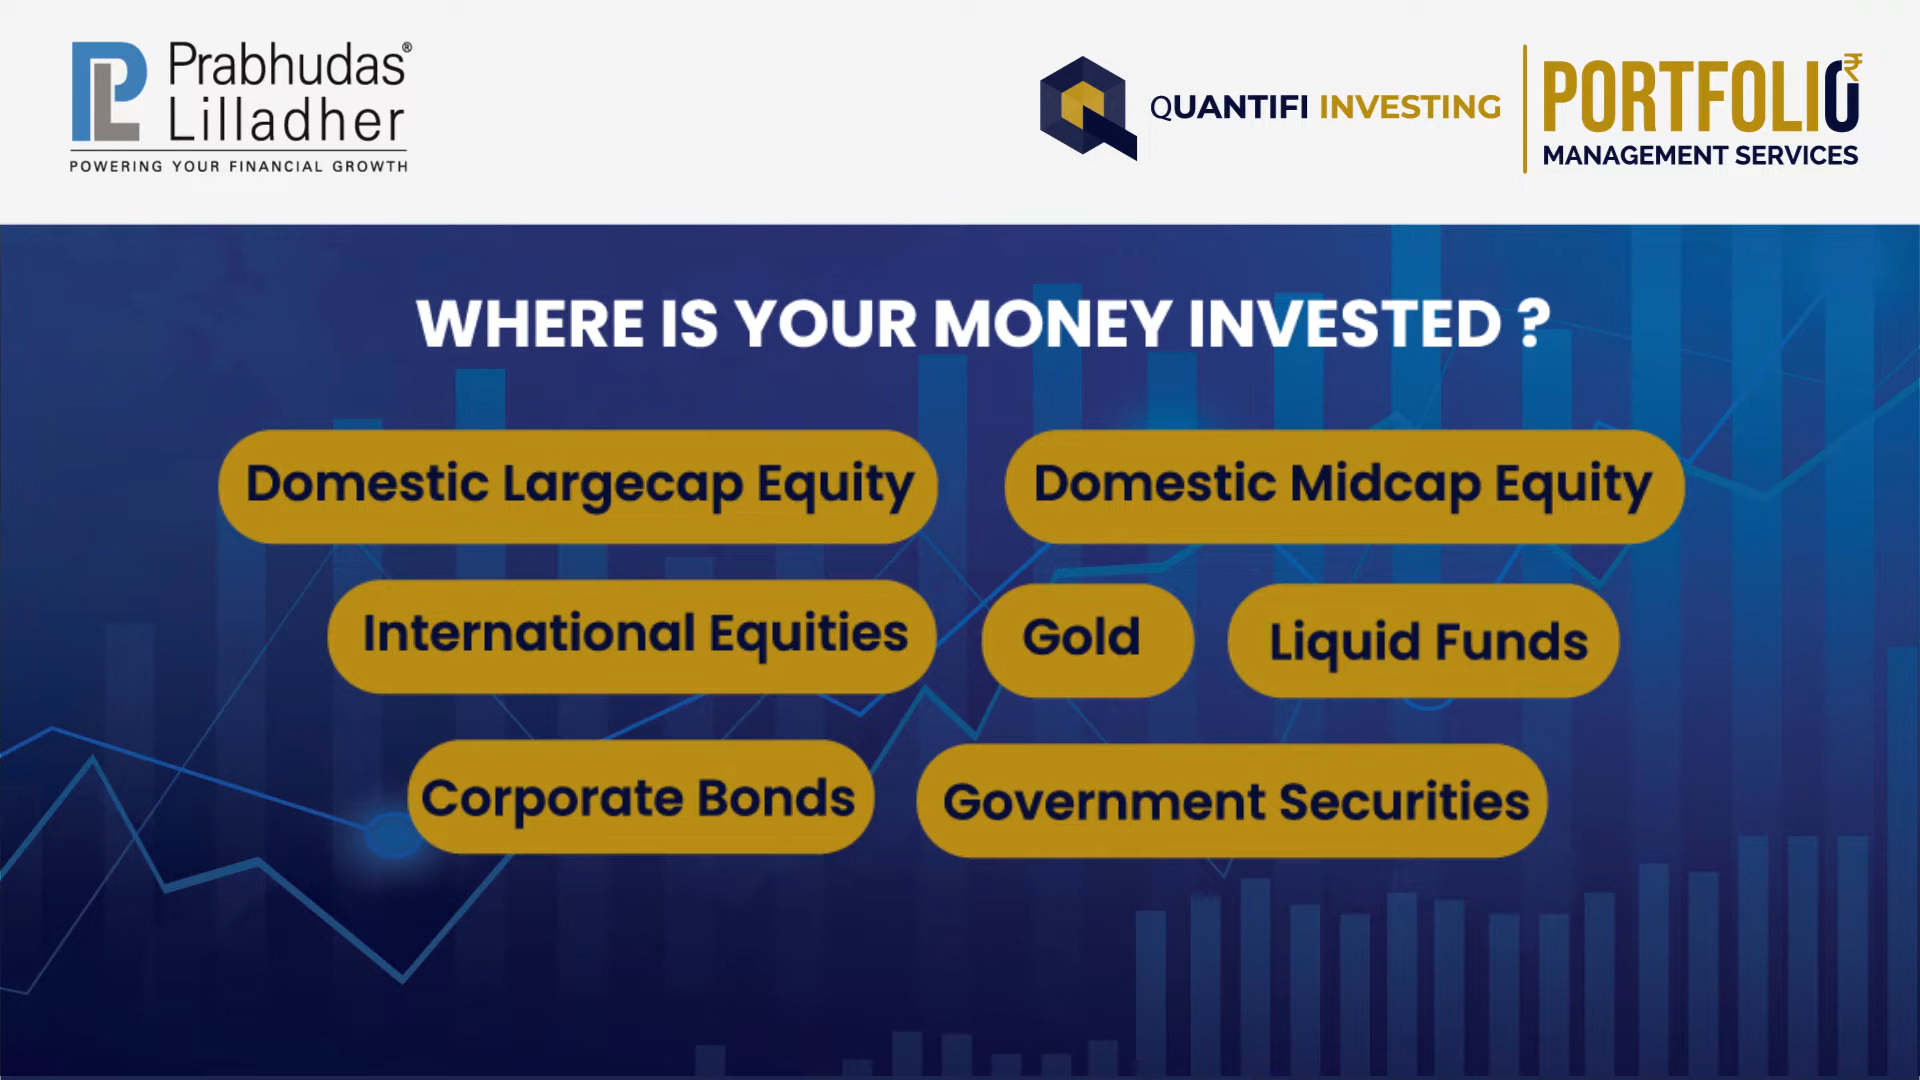 Prabhudas®
Lilladher
POWERING YOUR FINANCIAL GROWTH
QUANTIFI INVESTING
PORTFOLIO₹
MANAGEMENT SERVICES
WHERE IS YOUR MONEY INVESTED ?
Domestic Largecap Equity
Domestic Midcap Equity
International Equities
Gold
Liquid Funds
Corporate Bonds
Government Securities